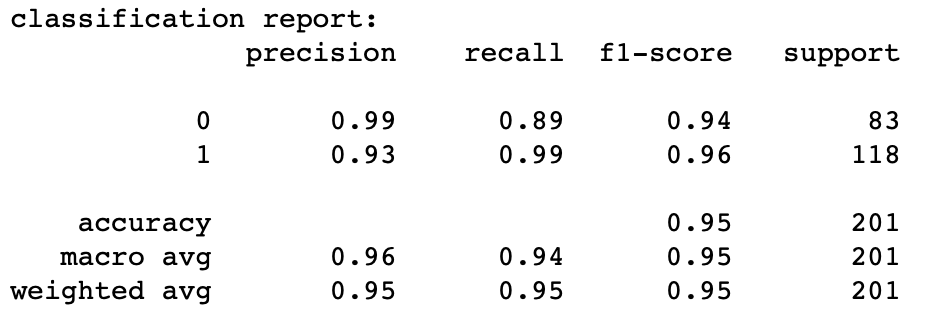 classification report:
precision recall f1-score support
0 0.99 0.89 0.94 83
1 0.93 0.99 0.96 118
accuracy 0.95 201
macro avg 0.96 0.94 0.95 201
weighted avg 0.95 0.95 0.95 201